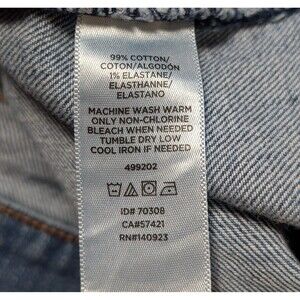 99% COTTON/
COTON/ALGODÓN
1% ELASTANE/
ELASTHANNE/
ELASTANO
MACHINE WASH WARM
ONLY NON-CHLORINE
BLEACH WHEN NEEDED
TUMBLE DRY LOW
COOL IRON IF NEEDED
499202
ID# 70308
CA#57421
RN#140923